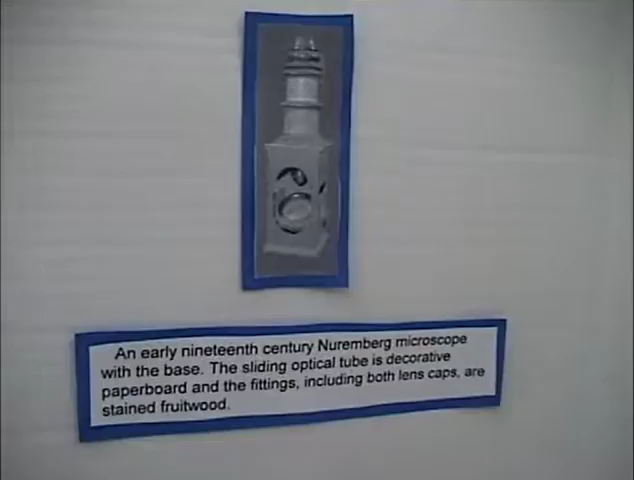 An early nineteenth century Nuremberg microscope
with the base. The sliding optical tube is decorative
paperboard and the fittings, including both lens caps, are
stained fruitwood.